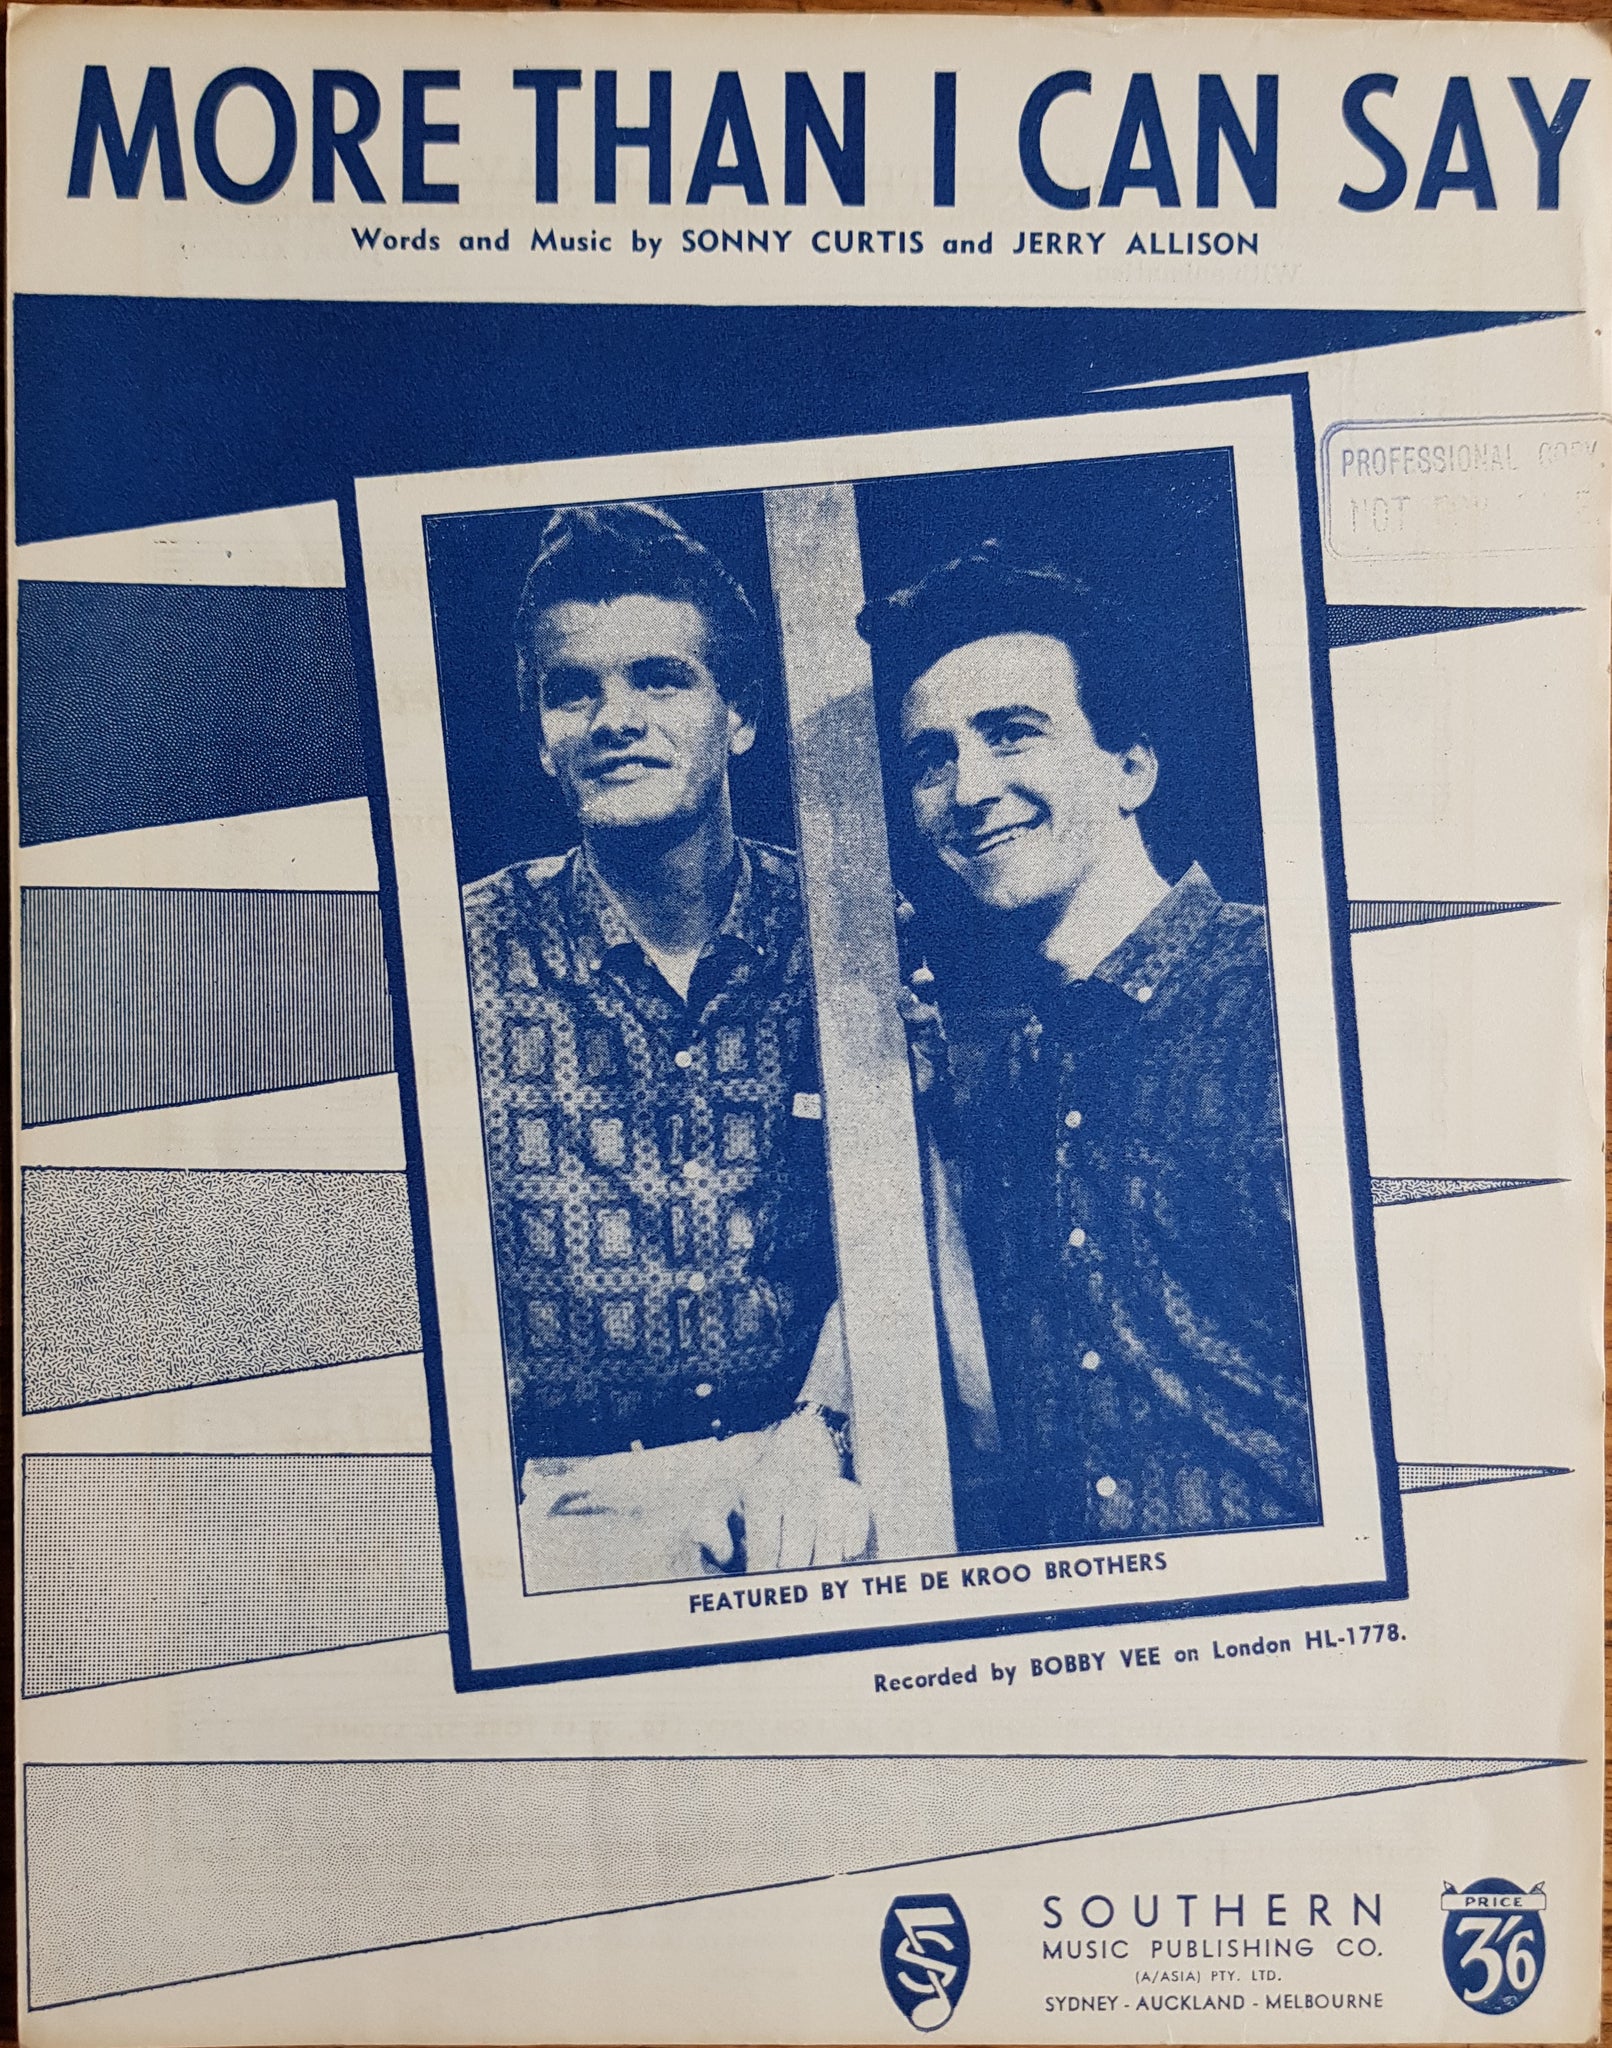 MORE THAN I CAN SAY
Words and Music by SONNY CURTIS and JERRY ALLISON
PROFESSIONAL COPY
NOT FOR
FEATURED BY THE DE KROO BROTHERS
Recorded by BOBBY VEE on London HL-1778.
SOUTHERN
MUSIC PUBLISHING CO.
(A/ASIA) PTY. LTD.
SYDNEY - AUCKLAND - MELBOURNE
PRICE
3'6